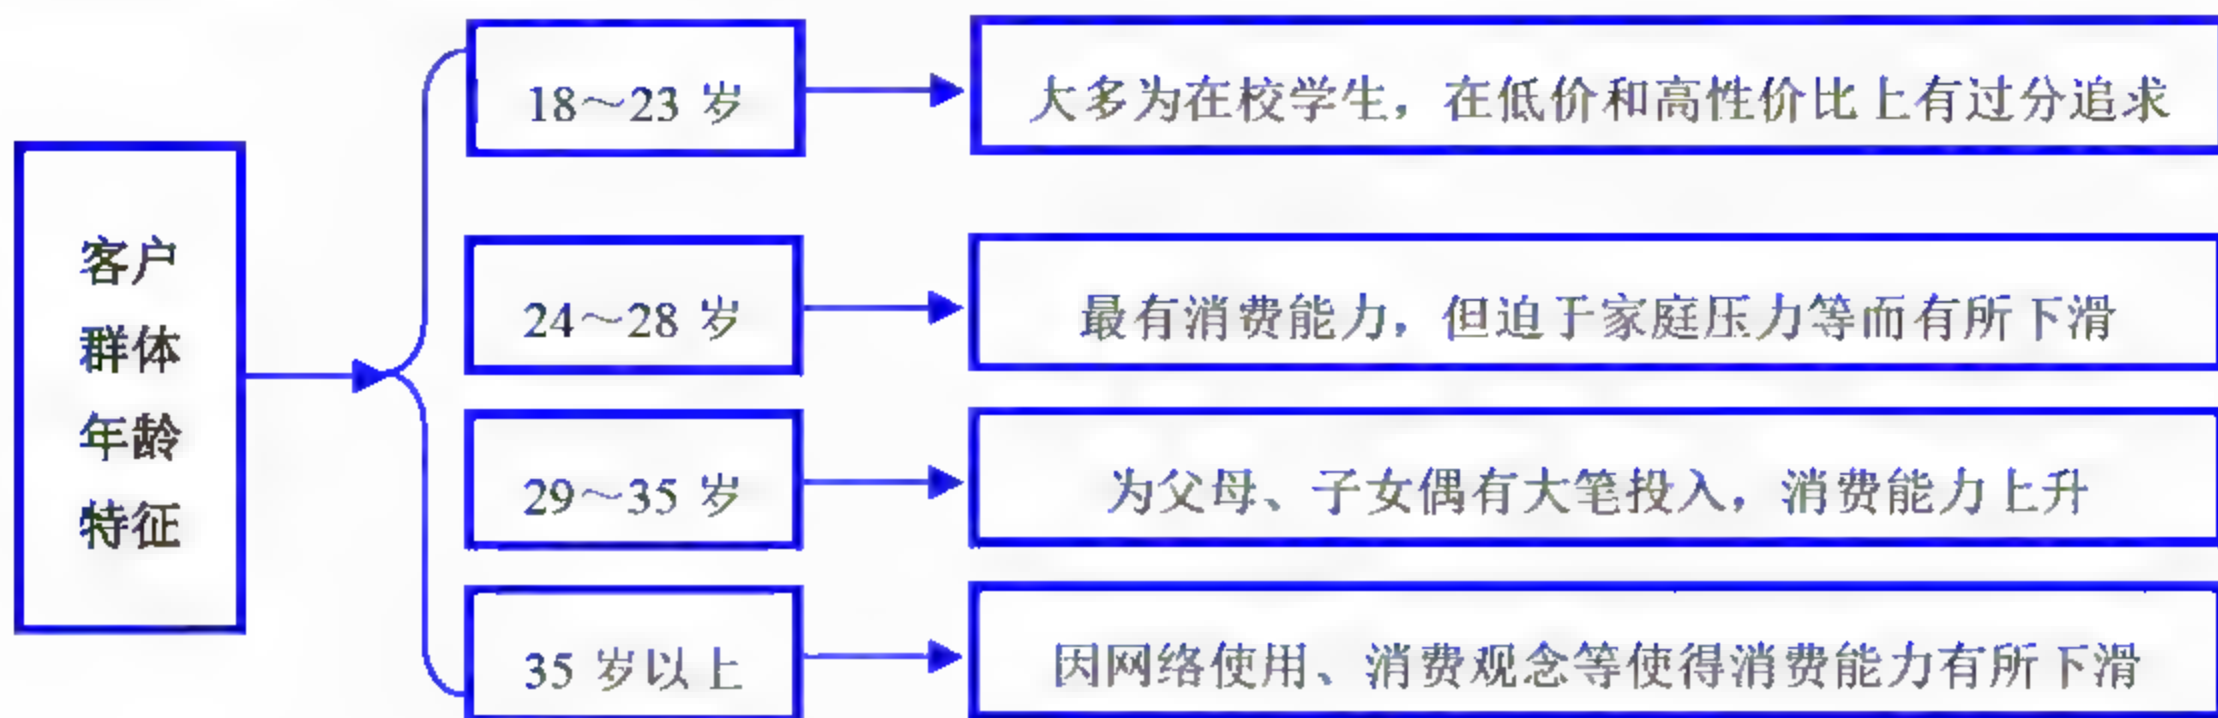 客户
群体
年龄
特征
18～23 岁
大多为在校学生，在低价和高性价比上有过分追求
24～28 岁
最有消费能力，但迫于家庭压力等而有所下滑
29～35 岁
为父母、子女偶有大笔投入，消费能力上升
35 岁以上
因网络使用、消费观念等使得消费能力有所下滑